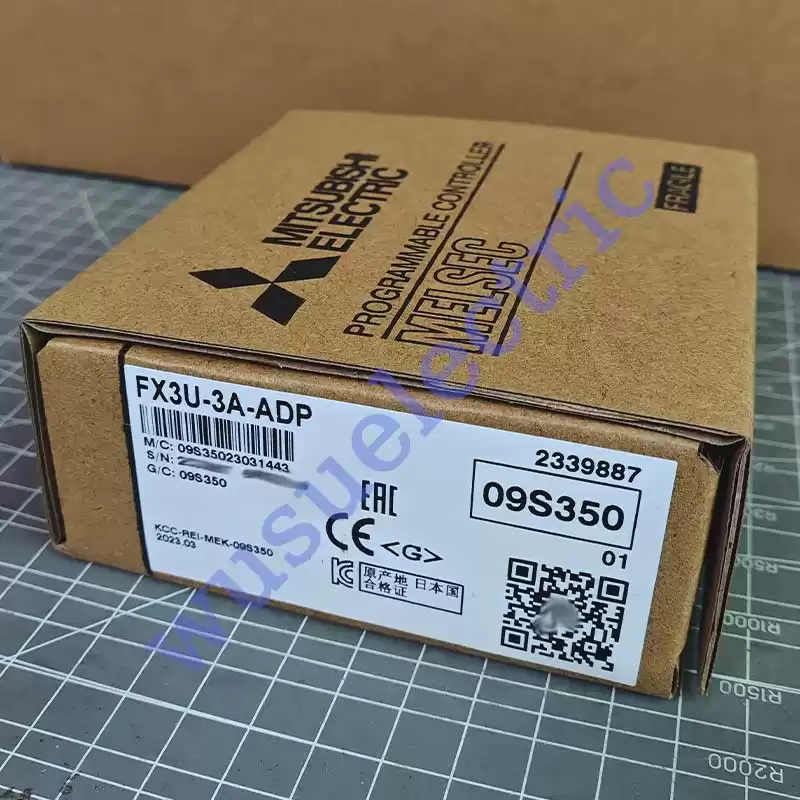 MITSUBISHI
ELECTRIC
PROGRAMMABLE CONTROLLER
MELSEC
FRAGILE
FX3U-3A-ADP
M/C: 09S35023031443
S/N:
G/C: 09S350
KCC-REI-MEK-09S350
2023.03
EAC
CE <G>
原产地 日本国
合格证
2339887
09S350
01
wusuelectric
R500
R1000
R1500
R2000